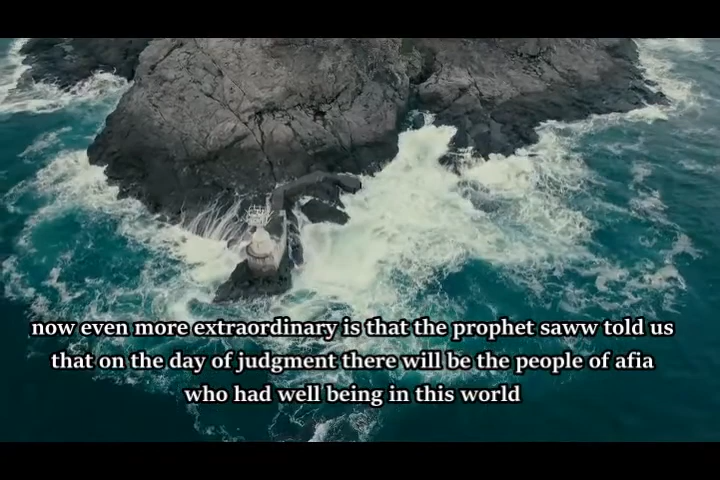 now even more extraordinary is that the prophet saww told us
that on the day of judgment there will be the people of afia
who had well being in this world